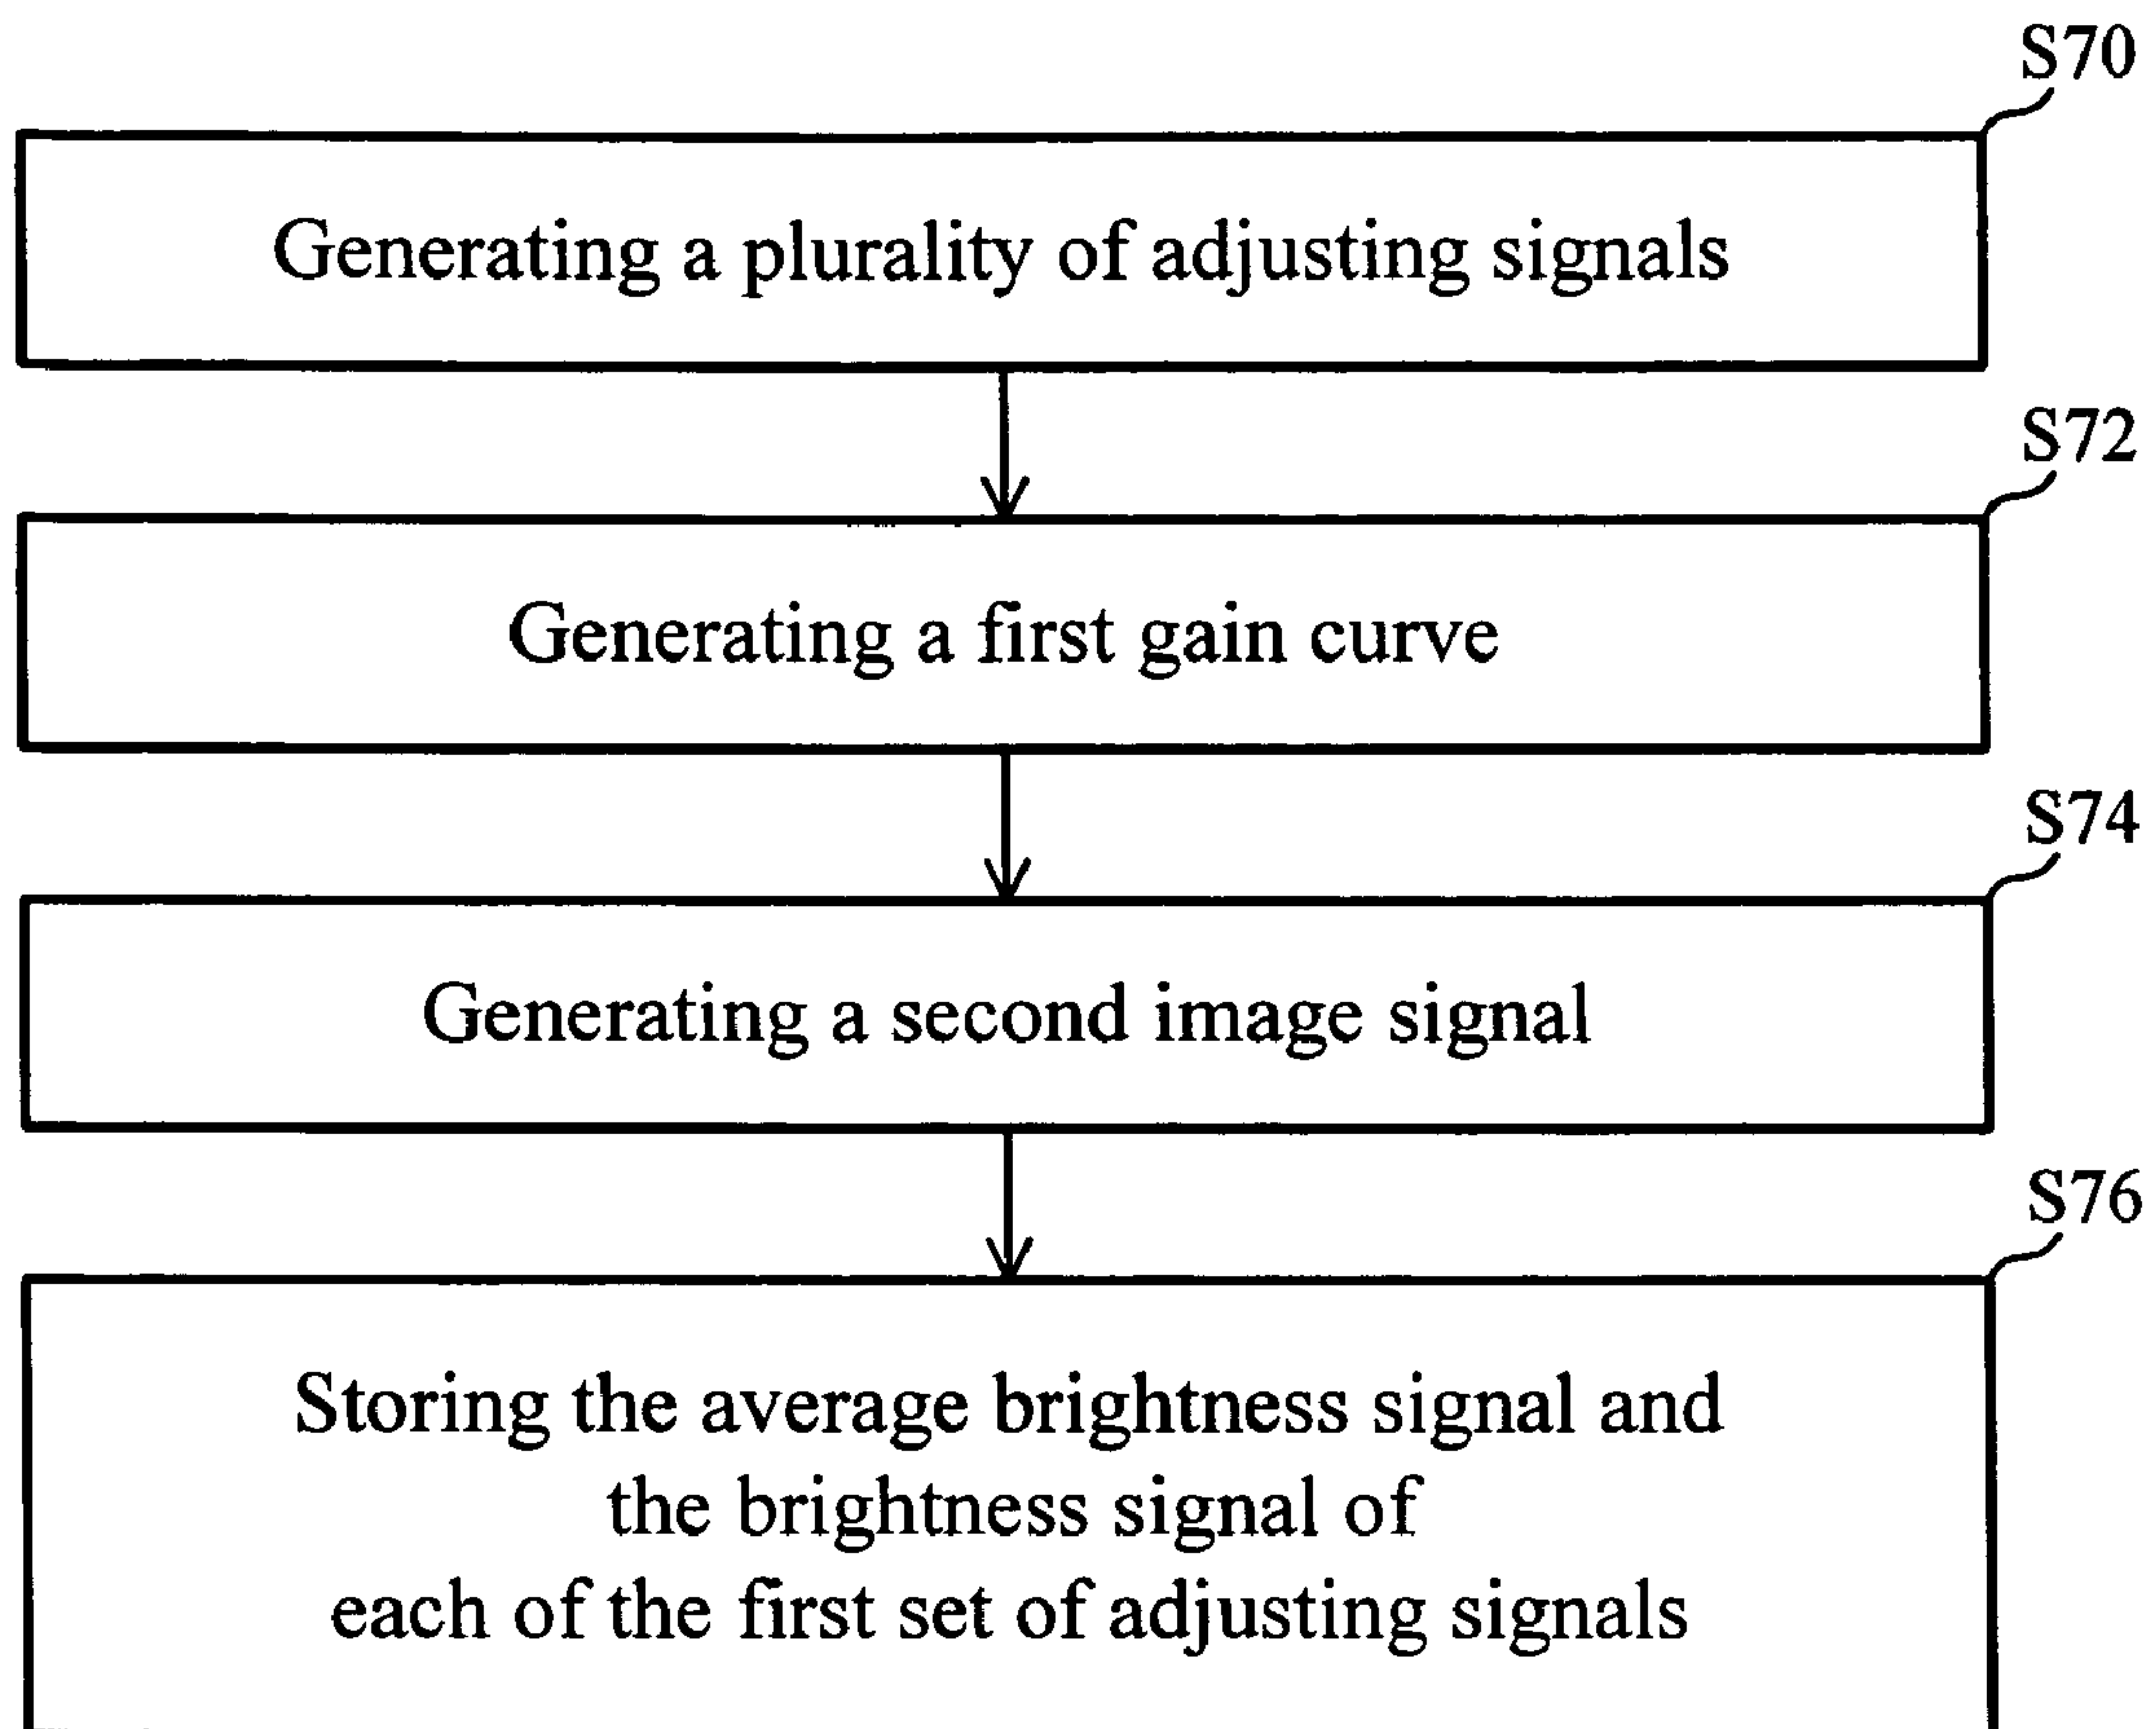 S70
Generating a plurality of adjusting signals
S72
Generating a first gain curve
S74
Generating a second image signal
S76
Storing the average brightness signal and
the brightness signal of
each of the first set of adjusting signals